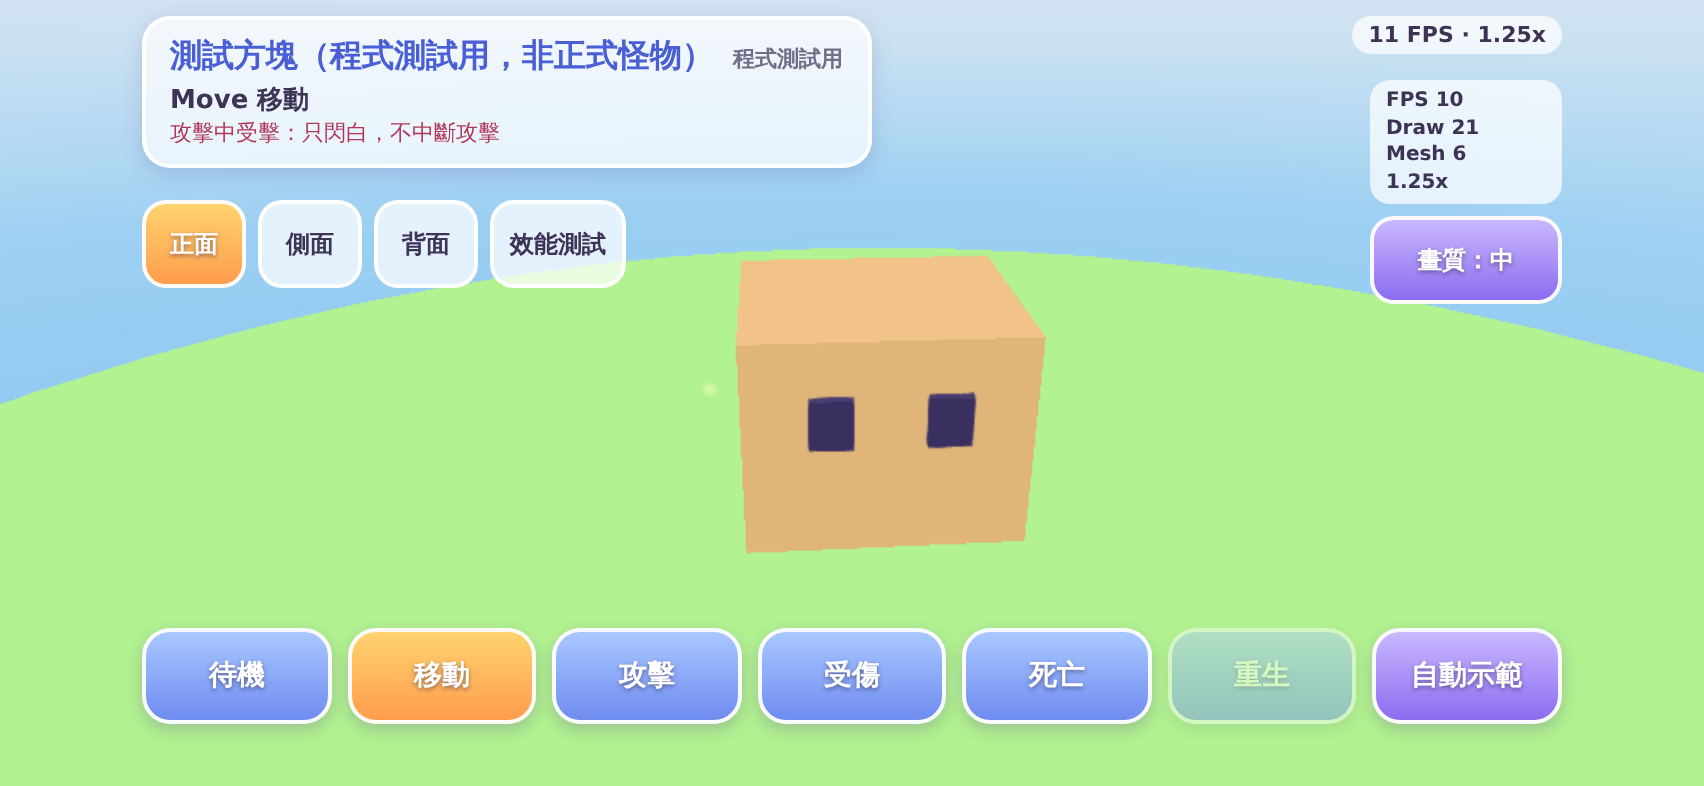 測試方塊（程式測試用，非正式怪物） 程式測試用
Move 移動
攻擊中受擊：只閃白，不中斷攻擊
11 FPS · 1.25x
FPS 10
Draw 21
Mesh 6
1.25x
正面 側面 背面 效能測試
畫質：中
待機 移動 攻擊 受傷 死亡 重生 自動示範